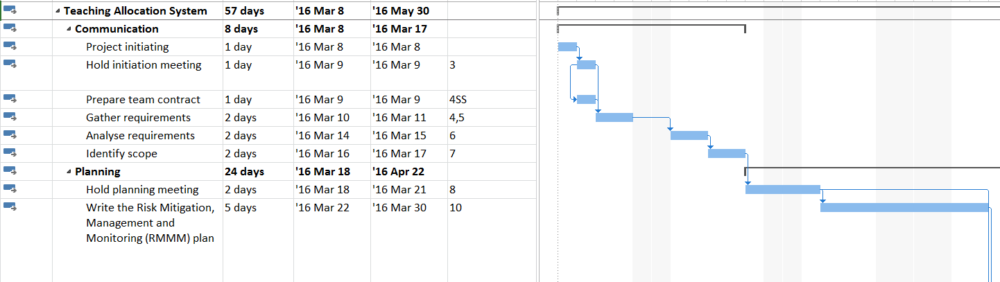 Teaching Allocation System 57 days '16 Mar 8 '16 May 30
Communication 8 days '16 Mar 8 '16 Mar 17
Project initiating 1 day '16 Mar 8 '16 Mar 8
Hold initiation meeting 1 day '16 Mar 9 '16 Mar 9 3
Prepare team contract 1 day '16 Mar 9 '16 Mar 9 4SS
Gather requirements 2 days '16 Mar 10 '16 Mar 11 4,5
Analyse requirements 2 days '16 Mar 14 '16 Mar 15 6
Identify scope 2 days '16 Mar 16 '16 Mar 17 7
Planning 24 days '16 Mar 18 '16 Apr 22
Hold planning meeting 2 days '16 Mar 18 '16 Mar 21 8
Write the Risk Mitigation, 5 days '16 Mar 22 '16 Mar 30 10
Management and
Monitoring (RMMM) plan